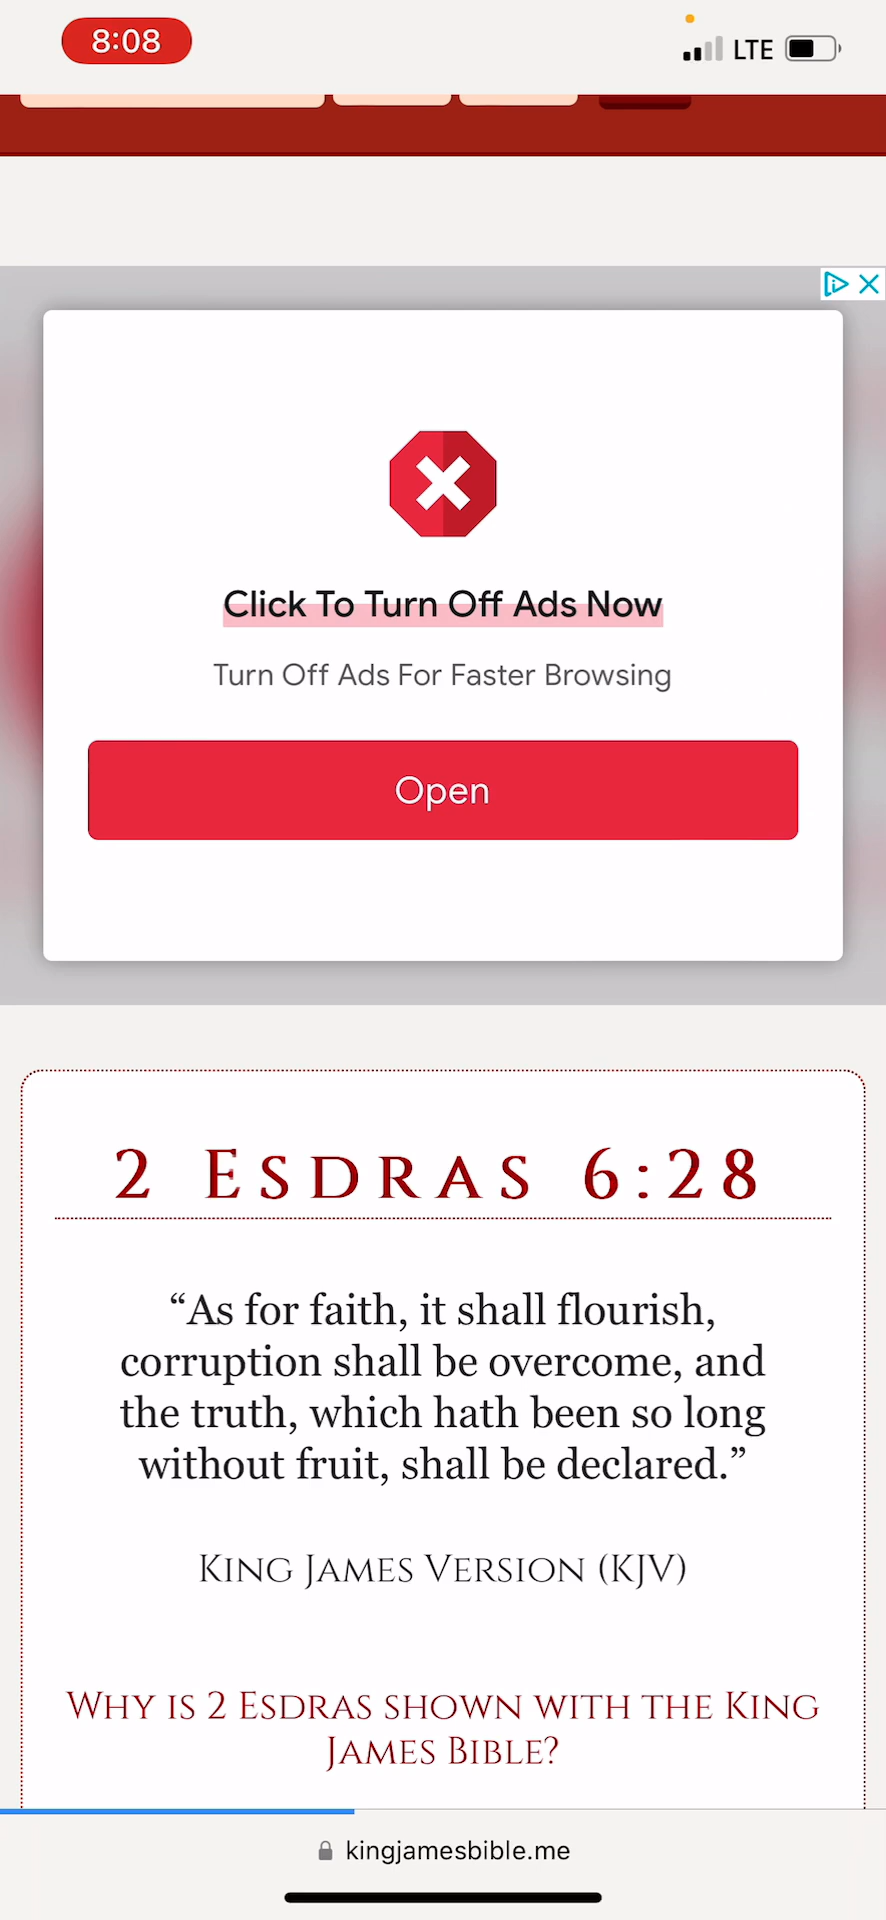 8:08
LTE
Click To Turn Off Ads Now
Turn Off Ads For Faster Browsing
Open
2 Esdras 6:28
“As for faith, it shall flourish,
corruption shall be overcome, and
the truth, which hath been so long
without fruit, shall be declared.”
King James Version (KJV)
Why is 2 Esdras shown with the King
James Bible?
kingjamesbible.me